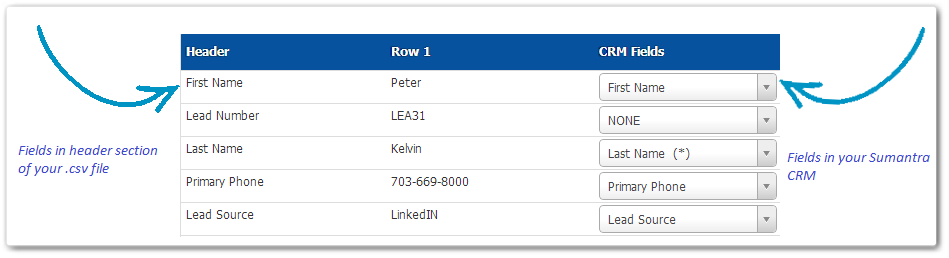 Header Row 1 CRM Fields
First Name Peter First Name
Lead Number LEA31 NONE
Last Name Kelvin Last Name (*)
Primary Phone 703-669-8000 Primary Phone
Lead Source LinkedIN Lead Source
Fields in header section
of your .csv file
Fields in your Sumantra
CRM